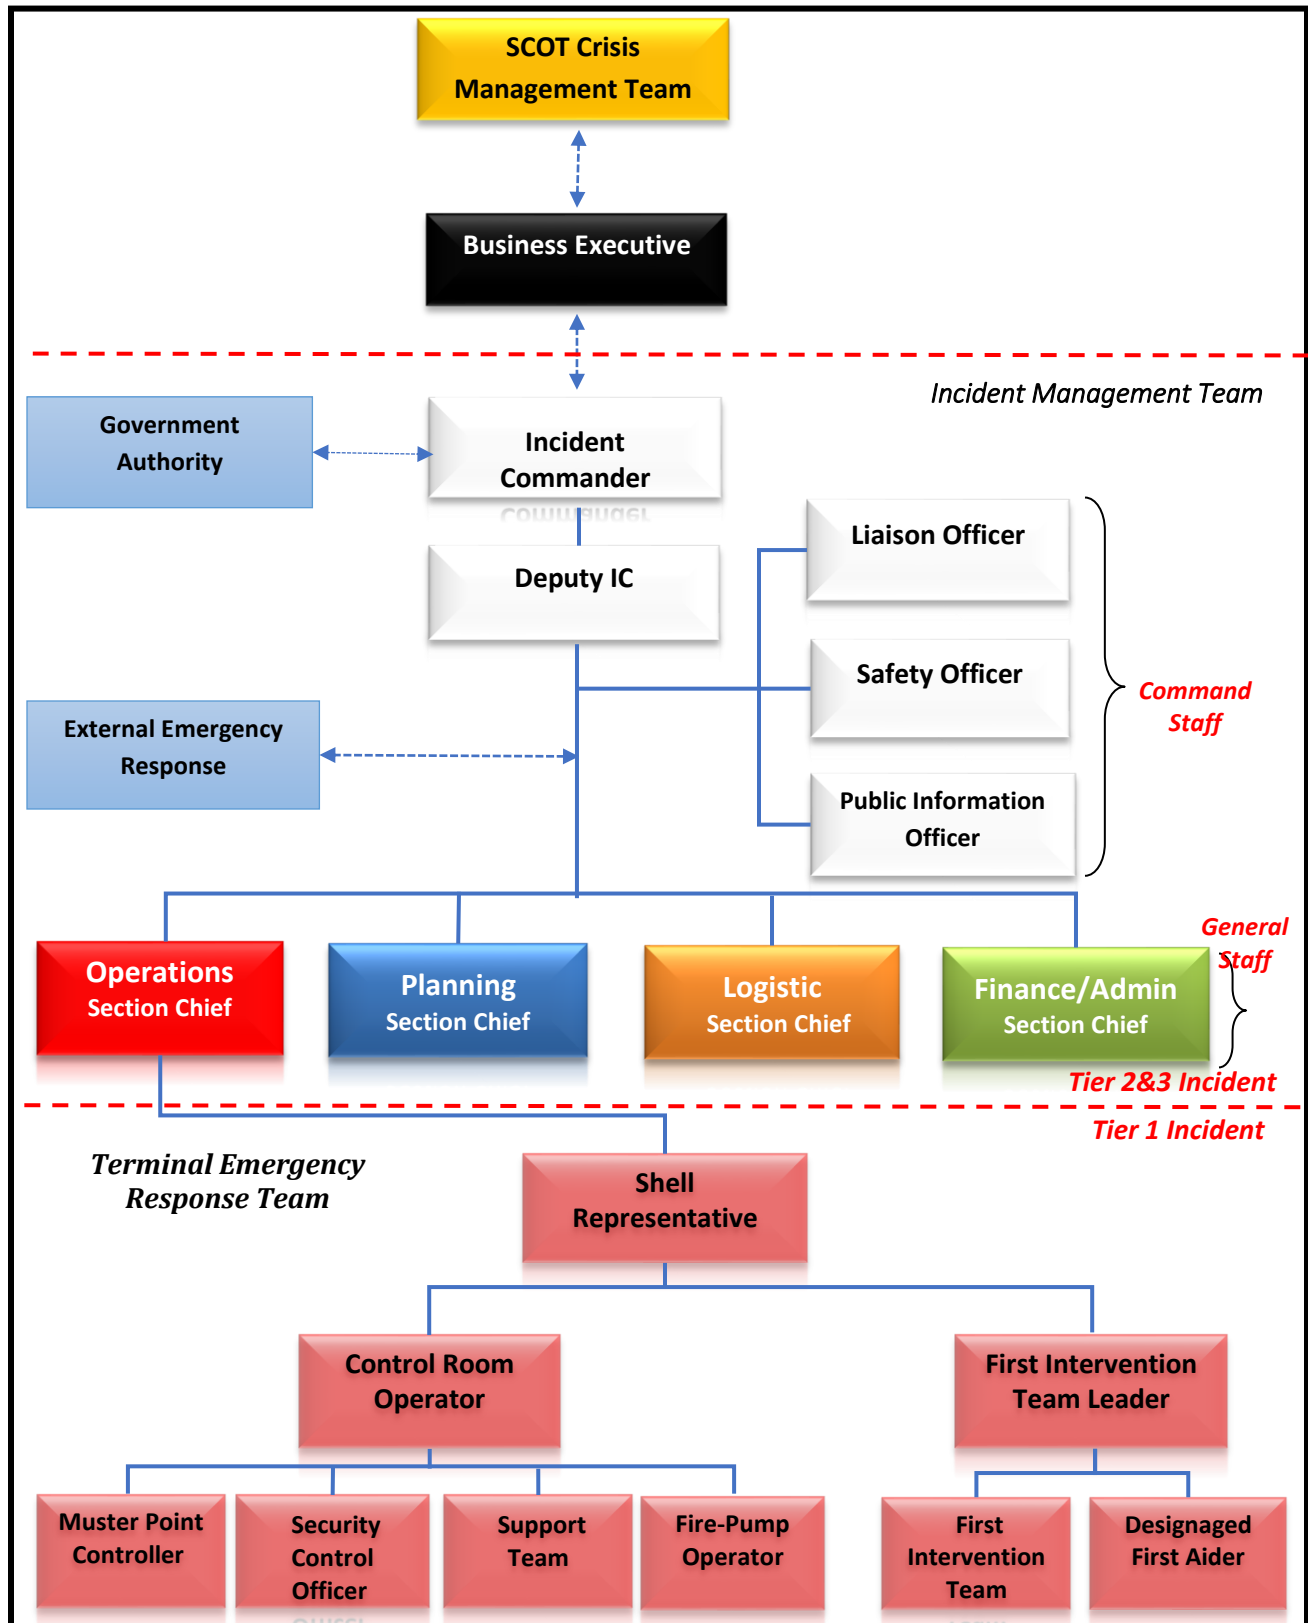 SCOT Crisis
Management Team
Business Executive
Incident Management Team
Government
Authority
Incident
Commander
Deputy IC
Liaison Officer
Safety Officer
Command
Staff
External Emergency
Response
Public Information
Officer
General
Staff
Operations
Section Chief
Planning
Section Chief
Logistic
Section Chief
Finance/Admin
Section Chief
Tier 2&3 Incident
Tier 1 Incident
Terminal Emergency
Response Team
Shell
Representative
Control Room
Operator
First Intervention
Team Leader
Muster Point
Controller
Security
Control
Officer
Support
Team
Fire-Pump
Operator
First
Intervention
Team
Designaged
First Aider